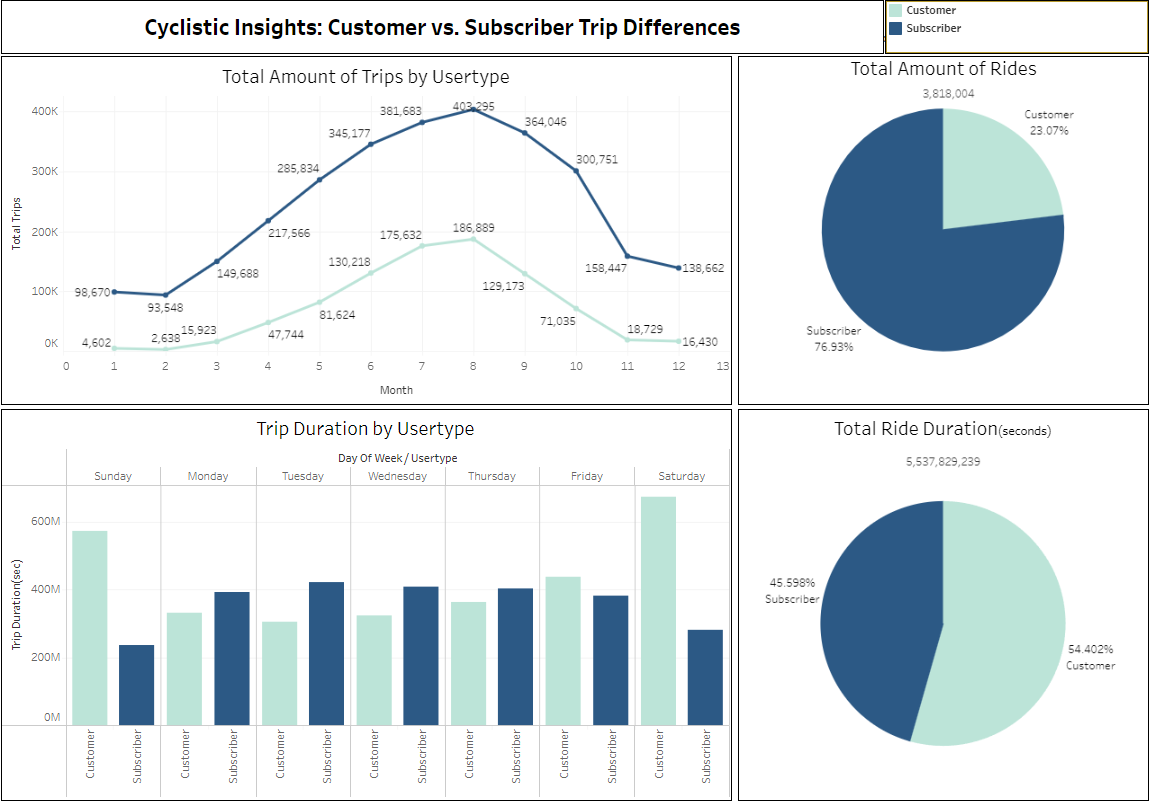 Cyclistic Insights: Customer vs. Subscriber Trip Differences
Customer
Subscriber
Total Amount of Trips by Usertype
400K
300K
200K
100K
0K
Total Trips
98,670
93,548
149,688
217,566
285,834
345,177
381,683
403,295
364,046
300,751
158,447
138,662
4,602
2,638
15,923
47,744
81,624
130,218
175,632
186,889
129,173
71,035
18,729
16,430
0 1 2 3 4 5 6 7 8 9 10 11 12 13
Month
Total Amount of Rides
3,818,004
Customer
23.07%
Subscriber
76.93%
Trip Duration by Usertype
Day Of Week / Usertype
Sunday Monday Tuesday Wednesday Thursday Friday Saturday
600M
400M
200M
0M
Trip Duration(sec)
Customer Subscriber Customer Subscriber Customer Subscriber Customer Subscriber Customer Subscriber Customer Subscriber Customer Subscriber
Total Ride Duration(seconds)
5,537,829,239
45.598%
Subscriber
54.402%
Customer